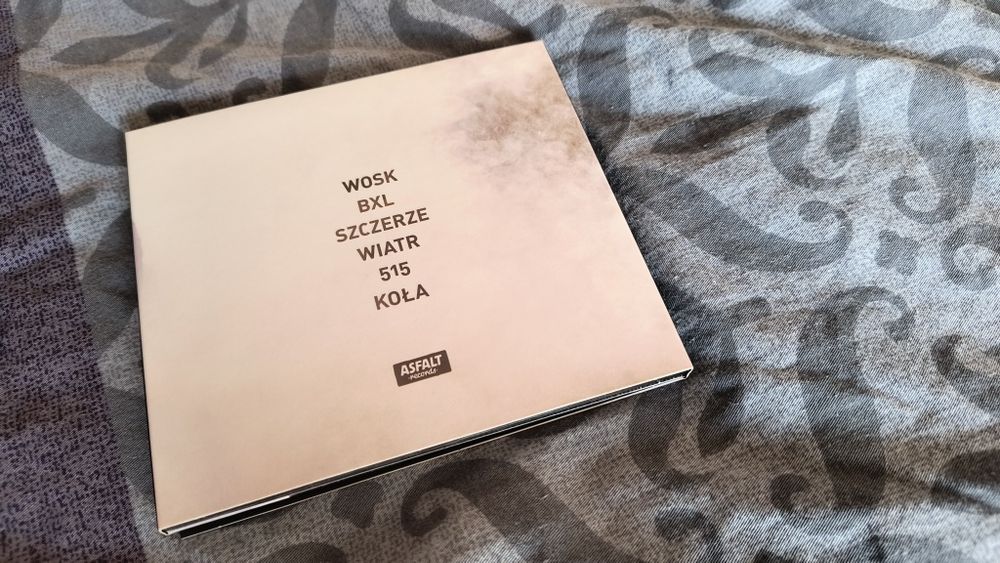 WOSK
BXL
SZCZERZE
WIATR
515
KOŁA
ASFALT
records